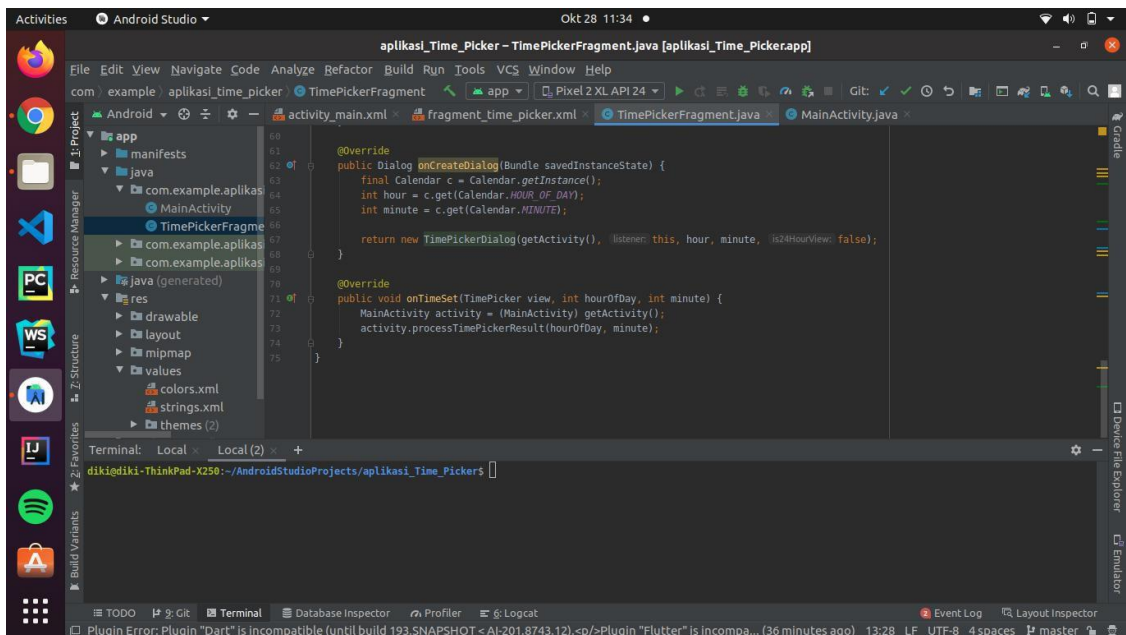 Activities Android Studio Okt 28 11:34
aplikasi_Time_Picker – TimePickerFragment.java [aplikasi_Time_Picker.app]
File Edit View Navigate Code Analyze Refactor Build Run Tools VCS Window Help
com example aplikasi_time_picker TimePickerFragment app Pixel 2 XL API 24 Git:
Android activity_main.xml fragment_time_picker.xml TimePickerFragment.java MainActivity.java
1: Project
Resource Manager
Z: Structure
2: Favorites
Build Variants
app
manifests
java
com.example.aplikas
MainActivity
TimePickerFragme
com.example.aplikas
com.example.aplikas
java (generated)
res
drawable
layout
mipmap
values
colors.xml
strings.xml
themes (2)
60
61 @Override
62 public Dialog onCreateDialog(Bundle savedInstanceState) {
63 final Calendar c = Calendar.getInstance();
64 int hour = c.get(Calendar.HOUR_OF_DAY);
65 int minute = c.get(Calendar.MINUTE);
66
67 return new TimePickerDialog(getActivity(), listener: this, hour, minute, is24HourView: false);
68 }
69
70 @Override
71 public void onTimeSet(TimePicker view, int hourOfDay, int minute) {
72 MainActivity activity = (MainActivity) getActivity();
73 activity.processTimePickerResult(hourOfDay, minute);
74 }
75 }
Gradle
Device File Explorer
Emulator
PC
WS
IJ
Terminal: Local Local (2) +
diki@diki-ThinkPad-X250:~/AndroidStudioProjects/aplikasi_Time_Picker$
TODO 9: Git Terminal Database Inspector Profiler 6: Logcat 2 Event Log Layout Inspector
Plugin Error: Plugin "Dart" is incompatible (until build 193.SNAPSHOT < AI-201.8743.12).<p/>Plugin "Flutter" is incompa... (36 minutes ago) 13:28 LF UTF-8 4 spaces master